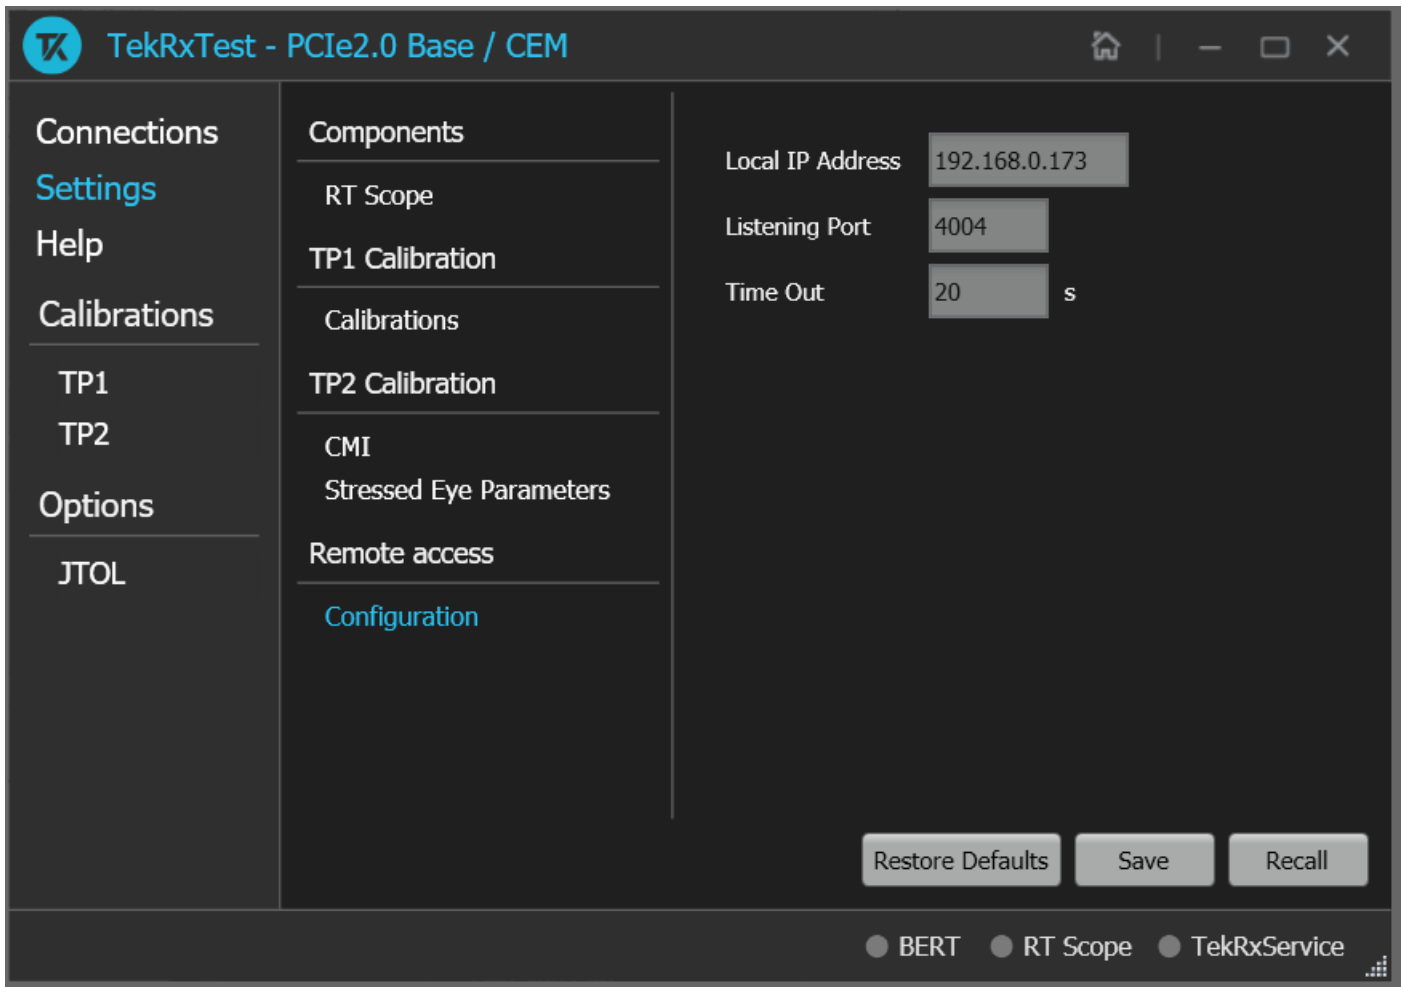 TekRxTest - PCIe2.0 Base / CEM
Connections
Settings
Help
Calibrations
TP1
TP2
Options
JTOL
Components
RT Scope
TP1 Calibration
Calibrations
TP2 Calibration
CMI
Stressed Eye Parameters
Remote access
Configuration
Local IP Address 192.168.0.173
Listening Port 4004
Time Out 20 s
Restore Defaults Save Recall
BERT RT Scope TekRxService